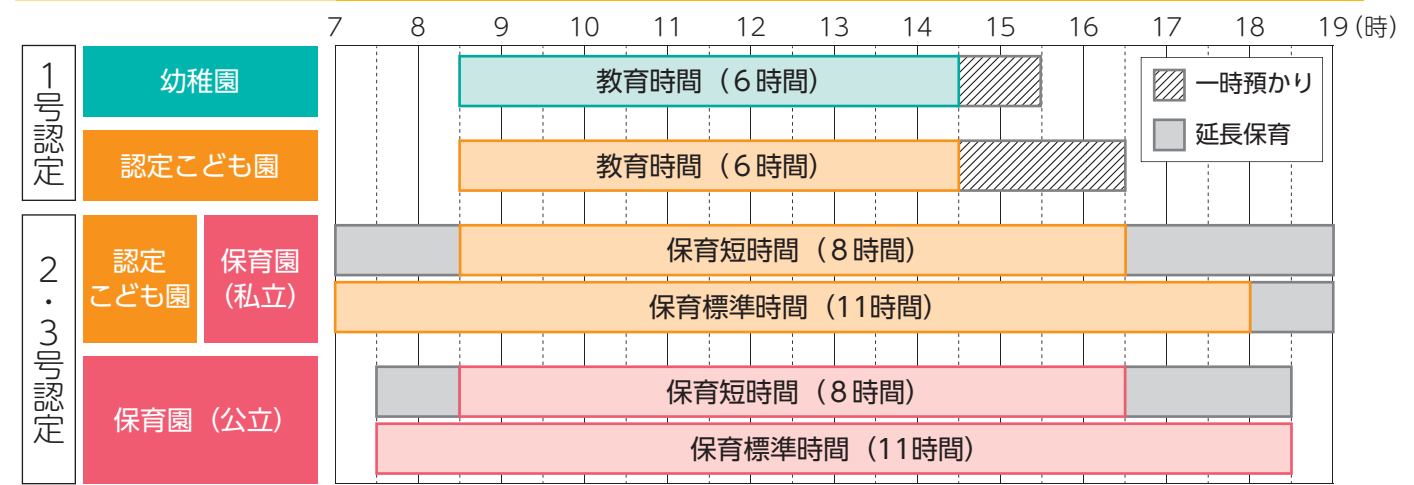 7 8 9 10 11 12 13 14 15 16 17 18 19(時)
1号認定
幼稚園
教育時間(6時間)
一時預かり
延長保育
認定こども園
教育時間(6時間)
2・3号認定
認定
こども園
保育園
(私立)
保育短時間(8時間)
保育標準時間(11時間)
保育園(公立)
保育短時間(8時間)
保育標準時間(11時間)